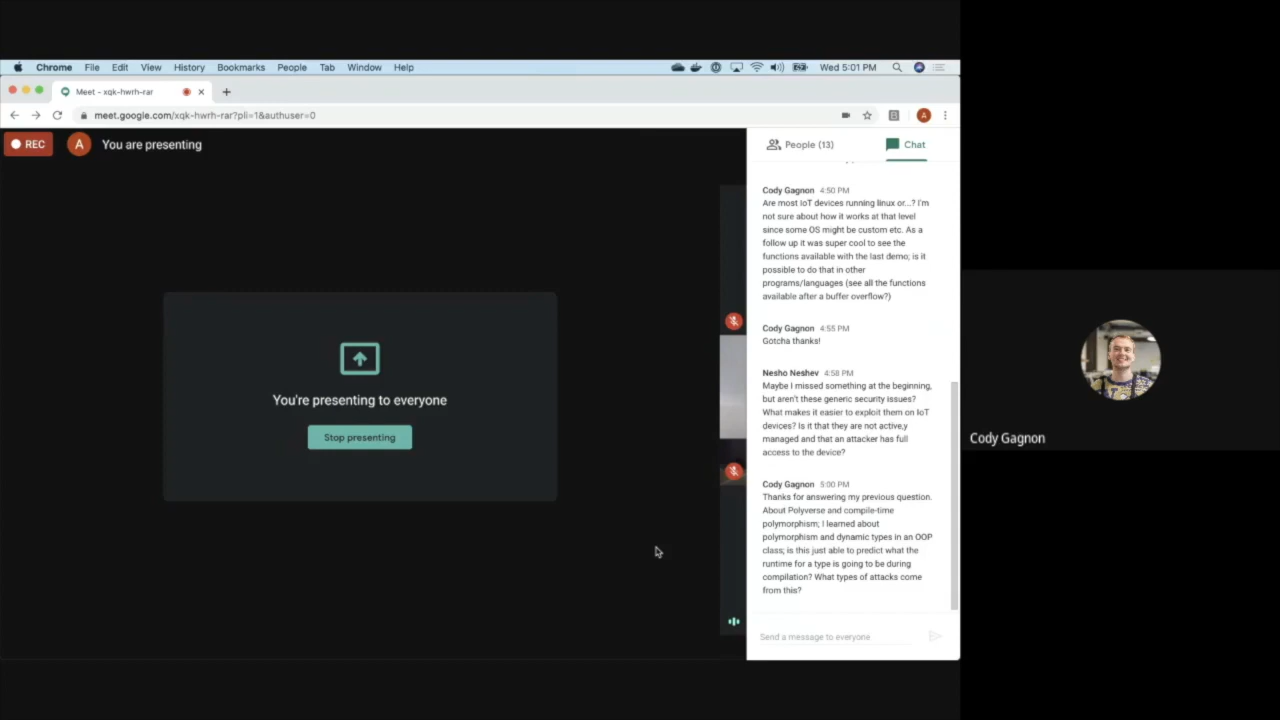 Chrome File Edit View History Bookmarks People Tab Window Help Wed 5:01 PM
Meet - xqk-hwrh-rar
meet.google.com/xqk-hwrh-rar?pli=1&authuser=0 A
REC A You are presenting
People (13) Chat
Cody Gagnon 4:50 PM
Are most IoT devices running linux or...? I'm
not sure about how it works at that level
since some OS might be custom etc. As a
follow up it was super cool to see the
functions available with the last demo; is it
possible to do that in other
programs/languages (see all the functions
available after a buffer overflow?)
Cody Gagnon 4:55 PM
Gotcha thanks!
Nesho Neshev 4:58 PM
Maybe I missed something at the beginning,
but aren't these generic security issues?
What makes it easier to exploit them on IoT
devices? Is it that they are not active,y
managed and that an attacker has full
access to the device?
Cody Gagnon 5:00 PM
Thanks for answering my previous question.
About Polyverse and compile-time
polymorphism; I learned about
polymorphism and dynamic types in an OOP
class; is this just able to predict what the
runtime for a type is going to be during
compilation? What types of attacks come
from this?
Send a message to everyone
You're presenting to everyone
Stop presenting
Cody Gagnon